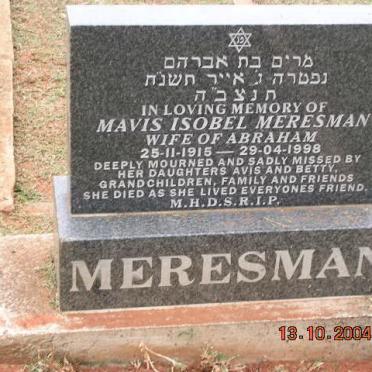 פנ
מרים בת אברהם
נפטרה ג׳ אייר תשנ״ח
ת נ צ ב ״ ה
IN LOVING MEMORY OF
MAVIS ISOBEL MERESMAN
WIFE OF ABRAHAM
25-11-1915 — 29-04-1998
DEEPLY MOURNED AND SADLY MISSED BY
HER DAUGHTERS AVIS AND BETTY,
GRANDCHILDREN, FAMILY AND FRIENDS
SHE DIED AS SHE LIVED EVERYONES FRIEND.
M.H.D.S.R.I.P.
MERESMAN
13.10.2004